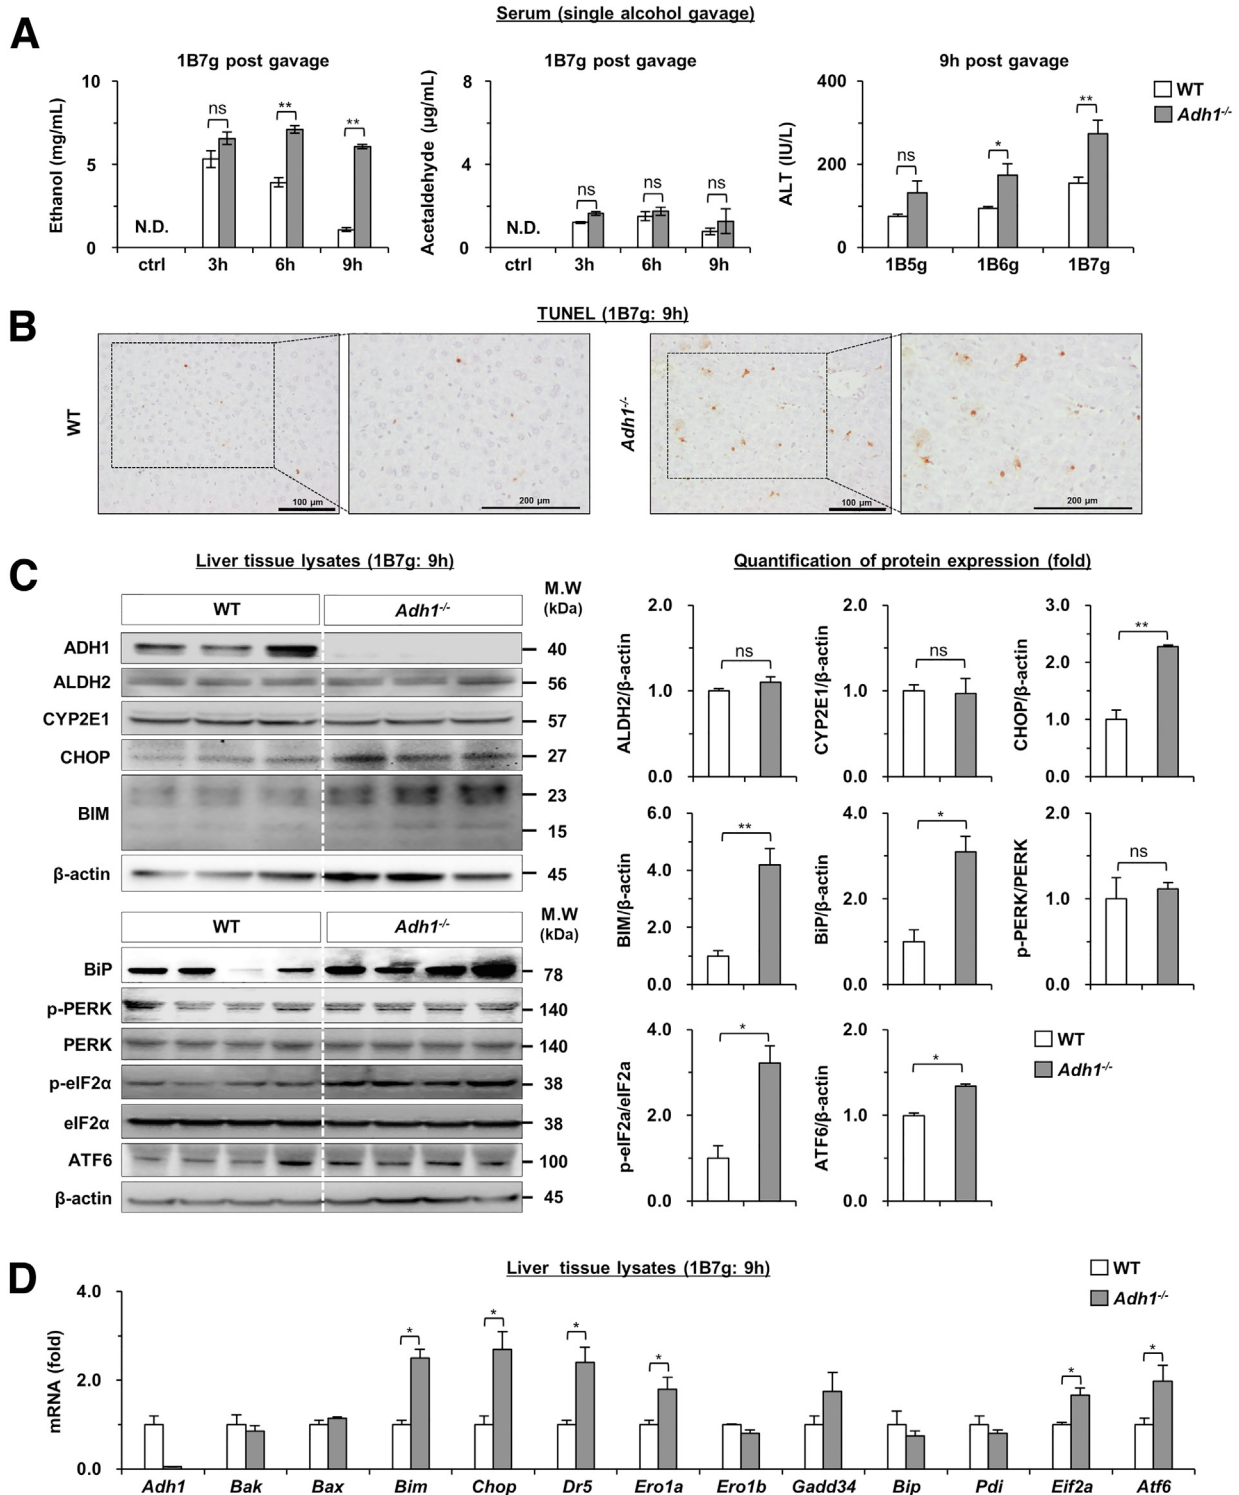 A
Serum (single alcohol gavage)
1B7g post gavage
Ethanol (mg/mL)
10
5
0
N.D.
ns
**
**
ctrl 3h 6h 9h
1B7g post gavage
Acetaldehyde (µg/mL)
8
4
0
N.D.
ns
ns
ns
ctrl 3h 6h 9h
9h post gavage
ALT (IU/L)
400
200
0
ns
*
**
1B5g 1B6g 1B7g
WT
Adh1-/-
B
TUNEL (1B7g: 9h)
WT
100 µm
200 µm
Adh1-/-
100 µm
200 µm
C
Liver tissue lysates (1B7g: 9h)
M.W
(kDa)
WT Adh1-/-
ADH1 40
ALDH2 56
CYP2E1 57
CHOP 27
BIM 23
15
β-actin 45
M.W
(kDa)
WT Adh1-/-
BiP 78
p-PERK 140
PERK 140
p-eIF2α 38
eIF2α 38
ATF6 100
β-actin 45
Quantification of protein expression (fold)
ALDH2/β-actin
2.0
1.0
0.0
ns
CYP2E1/β-actin
2.0
1.0
0.0
ns
CHOP/β-actin
3.0
2.0
1.0
0.0
**
BIM/β-actin
6.0
4.0
2.0
0.0
**
BiP/β-actin
4.0
2.0
0.0
*
p-PERK/PERK
2.0
1.0
0.0
ns
p-eIF2a/eIF2a
4.0
2.0
0.0
*
ATF6/β-actin
2.0
1.0
0.0
*
WT
Adh1-/-
D
Liver tissue lysates (1B7g: 9h)
WT
Adh1-/-
mRNA (fold)
4.0
2.0
0.0
*
*
*
*
*
*
Adh1 Bak Bax Bim Chop Dr5 Ero1a Ero1b Gadd34 Bip Pdi Eif2a Atf6